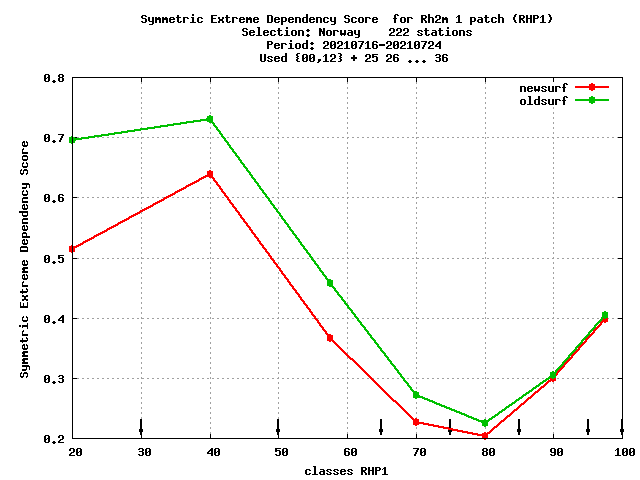 Symmetric Extreme Dependency Score  for Rh2m 1 patch (RHP1)
Selection: Norway    222 stations
Period: 20210716-20210724
Used {00,12} + 25 26 ... 36
newsurf
oldsurf
Symmetric Extreme Dependency Score
0.8
0.7
0.6
0.5
0.4
0.3
0.2
20 30 40 50 60 70 80 90 100
classes RHP1